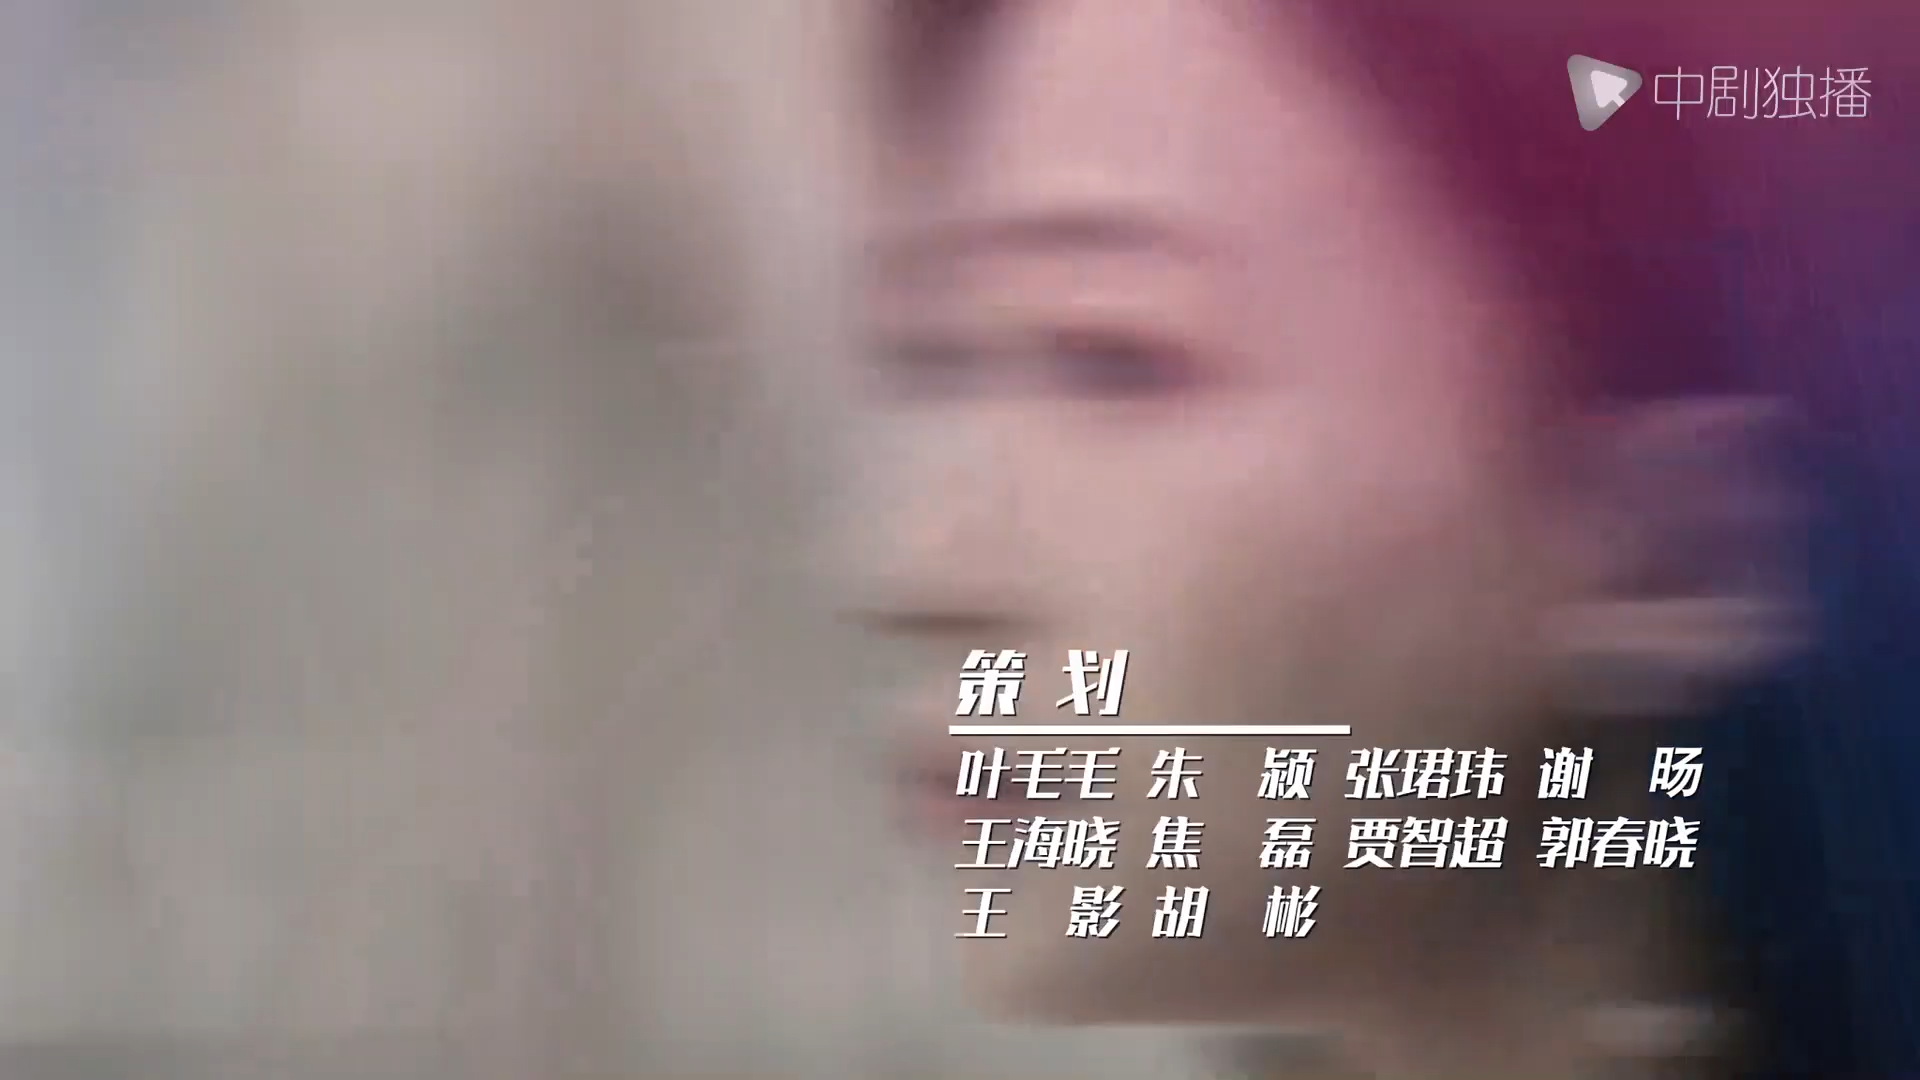 中剧独播
策 划
叶毛毛 朱 颍 张珺玮 谢 旸
王海晓 焦 磊 贾智超 郭春晓
王 影 胡 彬